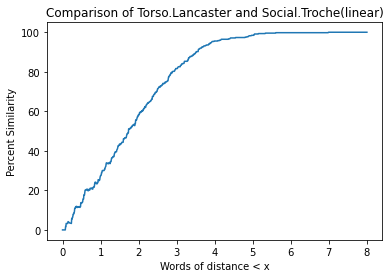 Comparison of Torso.Lancaster and Social.Troche(linear)
100
80
60
40
20
0
Percent Similarity
0 1 2 3 4 5 6 7 8
Words of distance < x